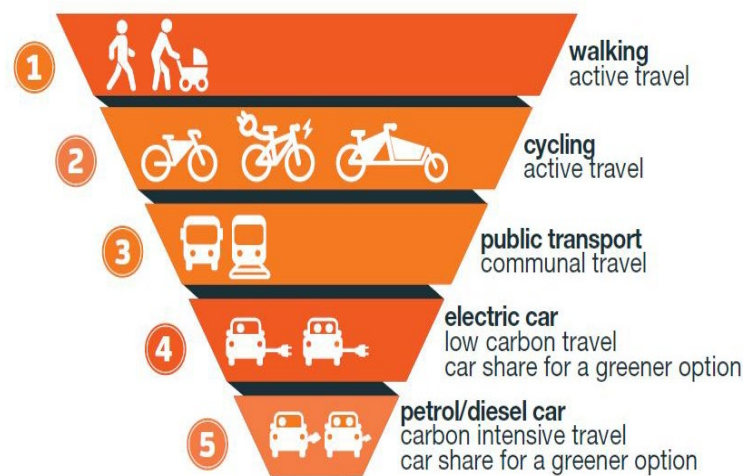 1
walking
active travel
2
cycling
active travel
3
public transport
communal travel
4
electric car
low carbon travel
car share for a greener option
5
petrol/diesel car
carbon intensive travel
car share for a greener option